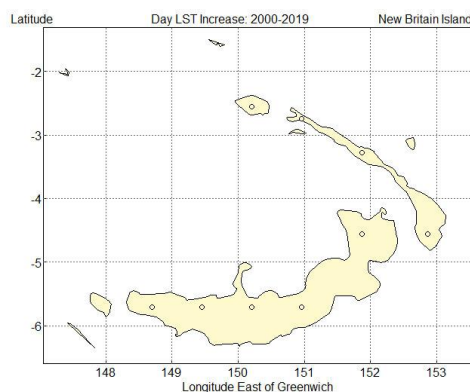 Latitude Day LST Increase: 2000-2019 New Britain Island
-2
-3
-4
-5
-6
148 149 150 151 152 153
Longitude East of Greenwich